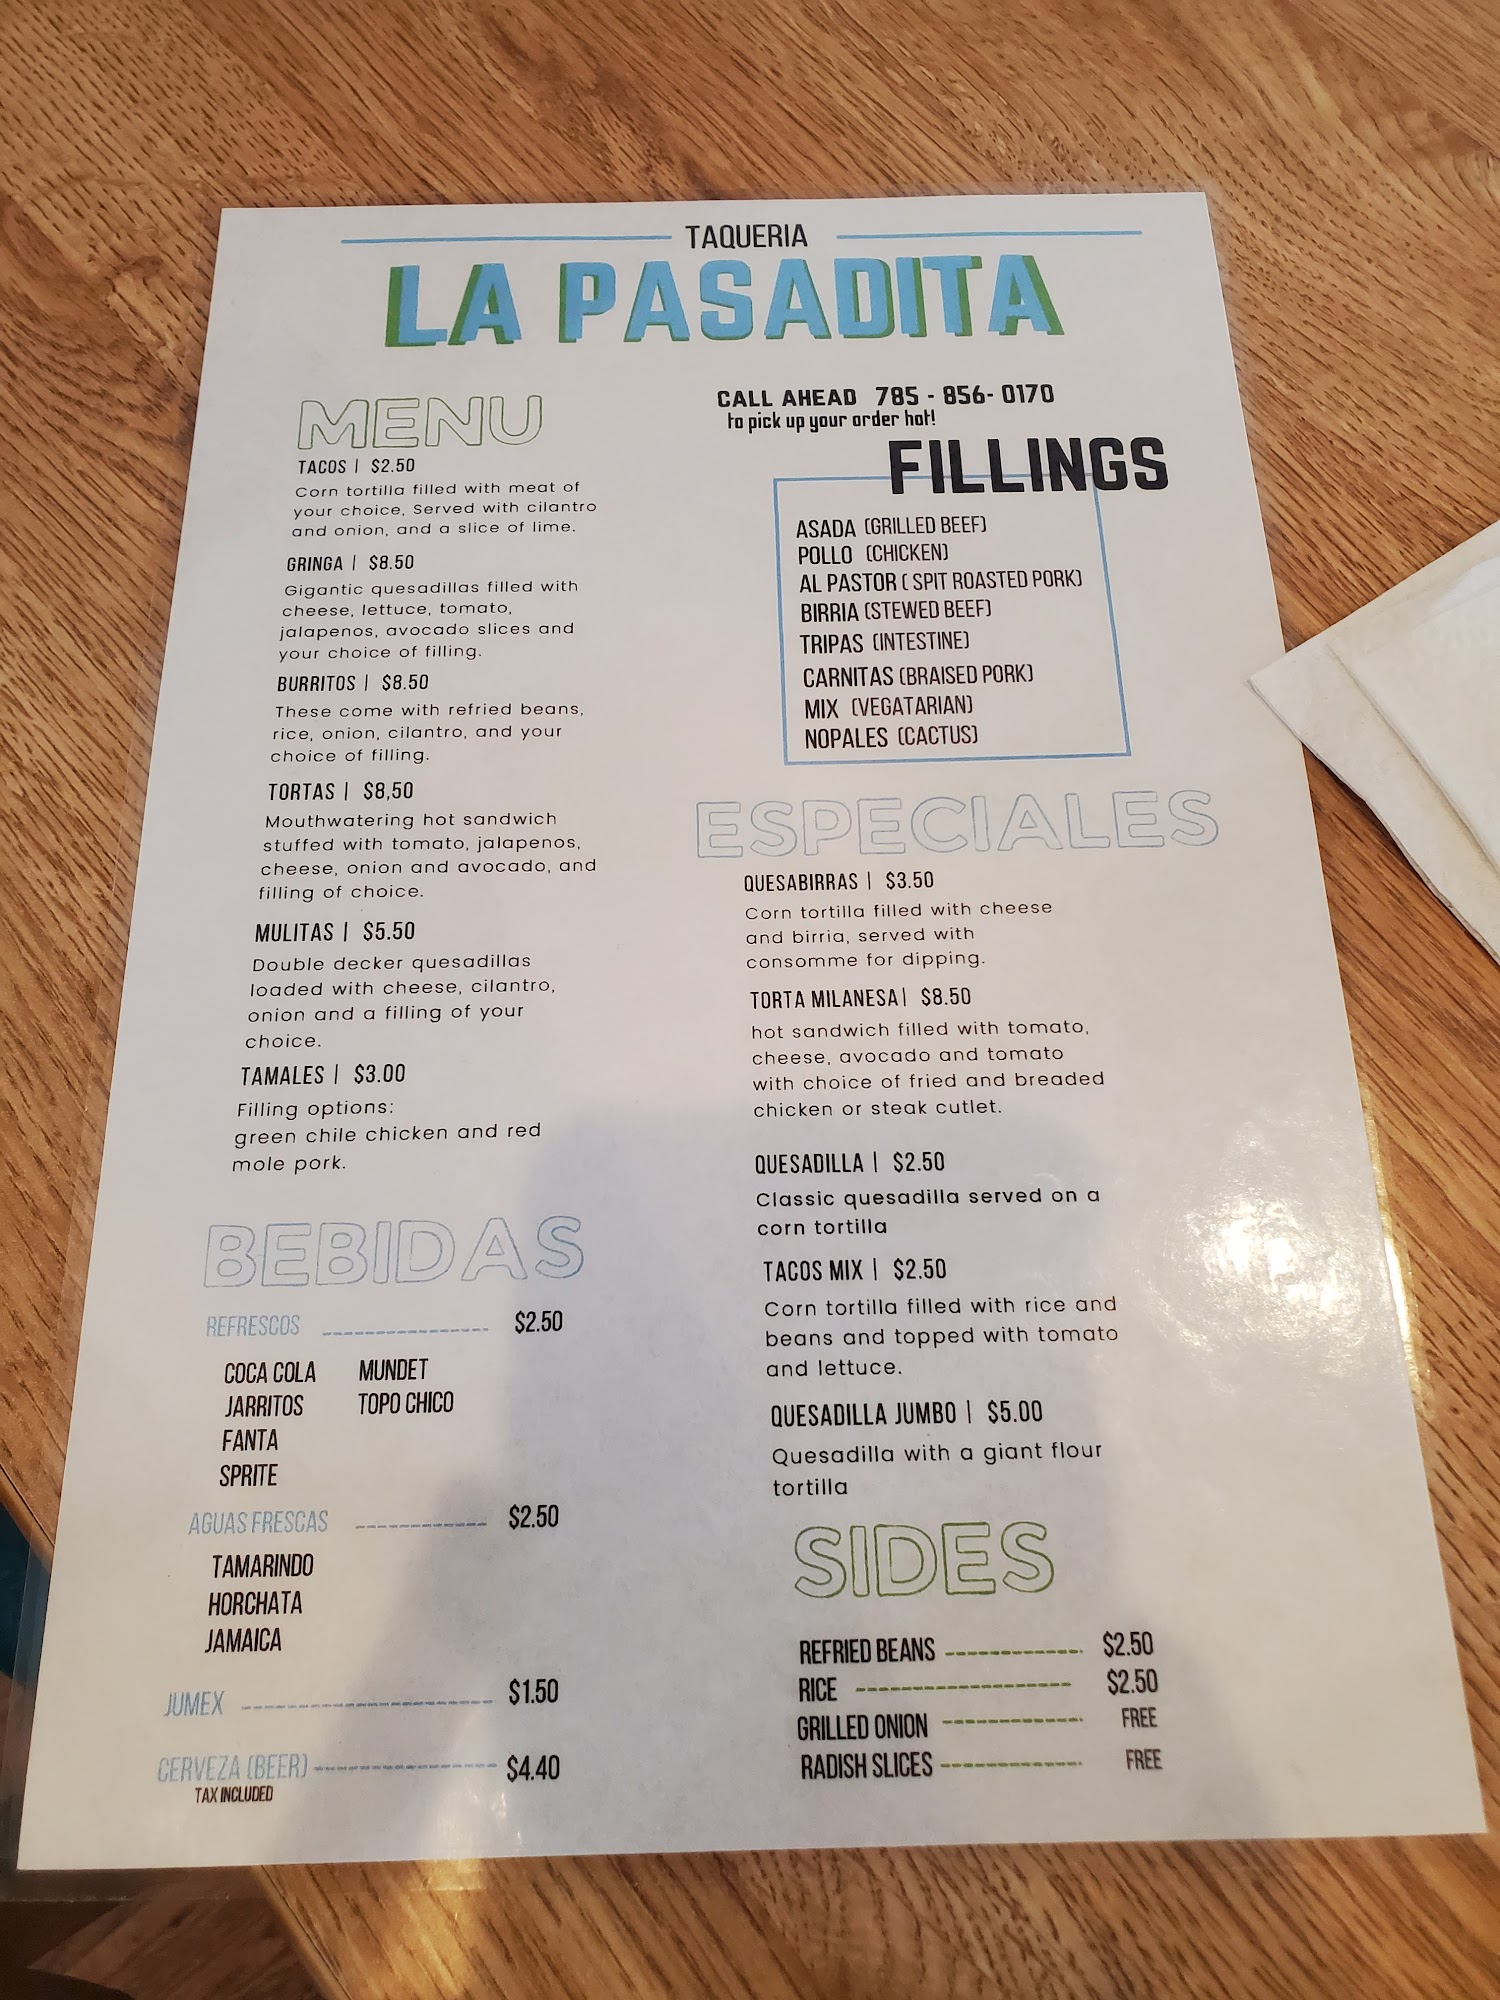 TAQUERIA
LA PASADITA
MENU
TACOS | $2.50
Corn tortilla filled with meat of
your choice, Served with cilantro
and onion, and a slice of lime.
GRINGA | $8.50
Gigantic quesadillas filled with
cheese, lettuce, tomato,
jalapenos, avocado slices and
your choice of filling.
BURRITOS | $8.50
These come with refried beans,
rice, onion, cilantro, and your
choice of filling.
TORTAS | $8,50
Mouthwatering hot sandwich
stuffed with tomato, jalapenos,
cheese, onion and avocado, and
filling of choice.
MULITAS | $5.50
Double decker quesadillas
loaded with cheese, cilantro,
onion and a filling of your
choice.
TAMALES | $3.00
Filling options:
green chile chicken and red
mole pork.
BEBIDAS
REFRESCOS $2.50
COCA COLA MUNDET
JARRITOS TOPO CHICO
FANTA
SPRITE
AGUAS FRESCAS $2.50
TAMARINDO
HORCHATA
JAMAICA
JUMEX $1.50
CERVEZA (BEER) $4.40
TAX INCLUDED
CALL AHEAD 785 - 856- 0170
to pick up your order hot!
FILLINGS
ASADA (GRILLED BEEF)
POLLO (CHICKEN)
AL PASTOR ( SPIT ROASTED PORK)
BIRRIA (STEWED BEEF)
TRIPAS (INTESTINE)
CARNITAS (BRAISED PORK)
MIX (VEGATARIAN)
NOPALES (CACTUS)
ESPECIALES
QUESABIRRAS | $3.50
Corn tortilla filled with cheese
and birria, served with
consomme for dipping.
TORTA MILANESA | $8.50
hot sandwich filled with tomato,
cheese, avocado and tomato
with choice of fried and breaded
chicken or steak cutlet.
QUESADILLA | $2.50
Classic quesadilla served on a
corn tortilla
TACOS MIX | $2.50
Corn tortilla filled with rice and
beans and topped with tomato
and lettuce.
QUESADILLA JUMBO | $5.00
Quesadilla with a giant flour
tortilla
SIDES
REFRIED BEANS $2.50
RICE $2.50
GRILLED ONION FREE
RADISH SLICES FREE